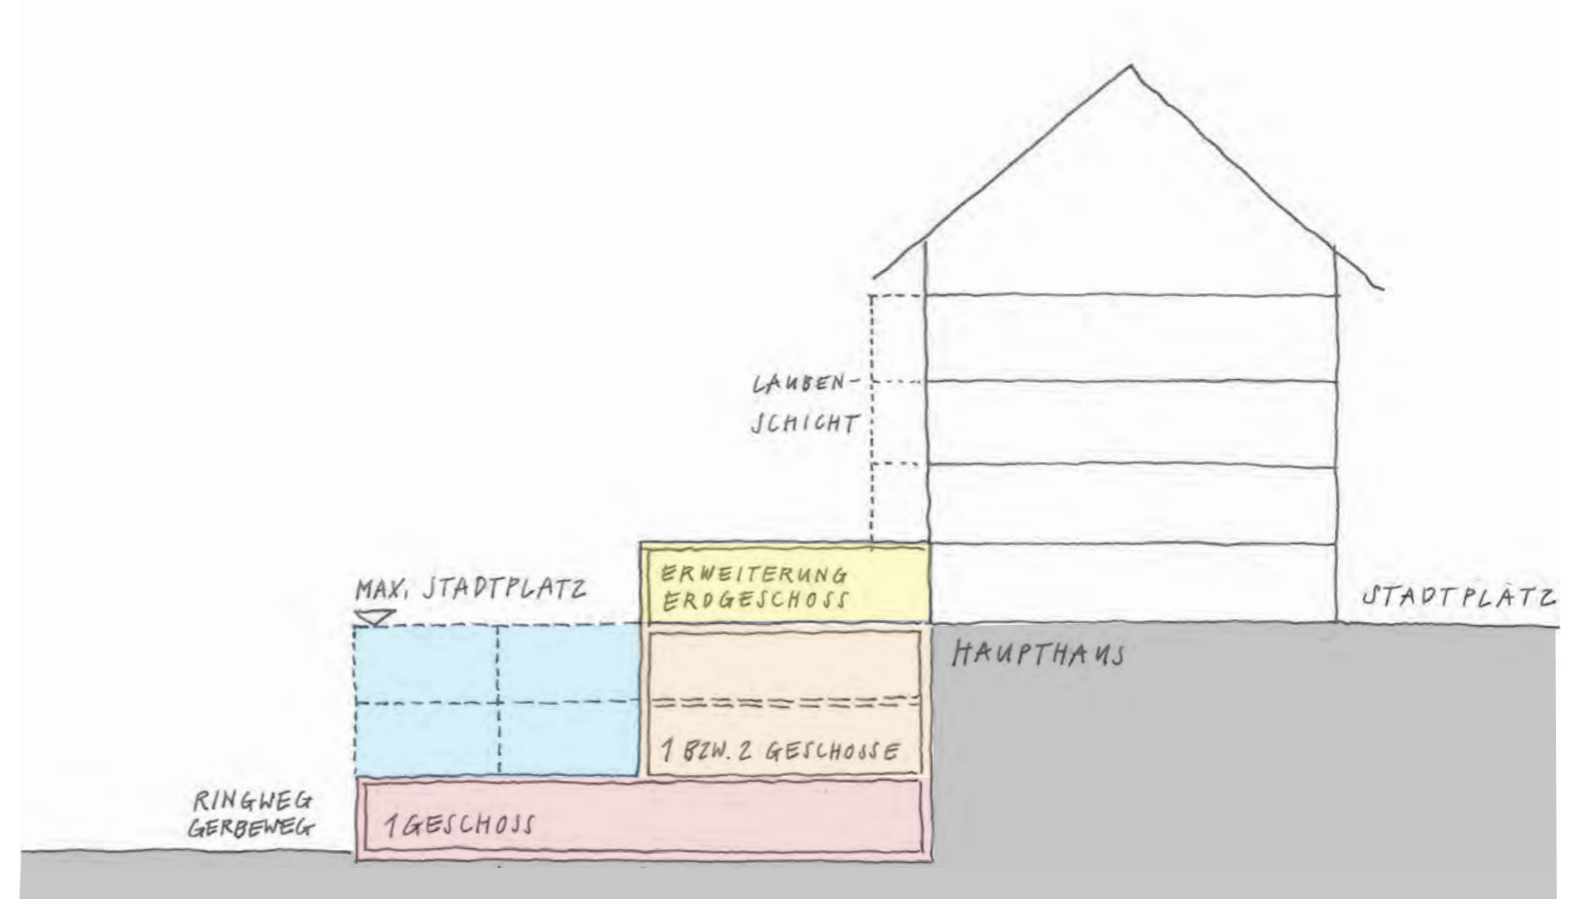 LAUBEN-
SCHICHT
ERWEITERUNG
ERDGESCHOSS
MAX. STADTPLATZ
STADTPLATZ
HAUPTHAUS
1 BZW. 2 GESCHOSSE
RINGWEG
GERBEWEG
1 GESCHOSS